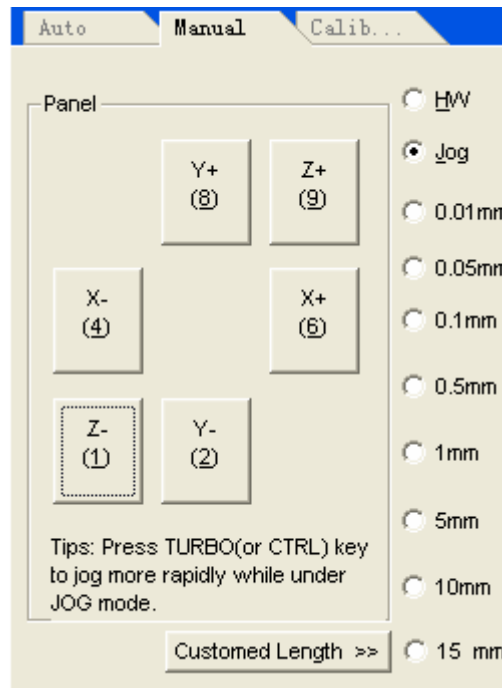 Auto Manual Calib...
Panel
HW
Jog
Y+ Z+
(8) (9)
0.01mm
0.05mm
X- X+
(4) (6)
0.1mm
0.5mm
Z- Y-
(1) (2)
1mm
5mm
Tips: Press TURBO(or CTRL) key
to jog more rapidly while under
JOG mode.
10mm
Customed Length >> 15 mm